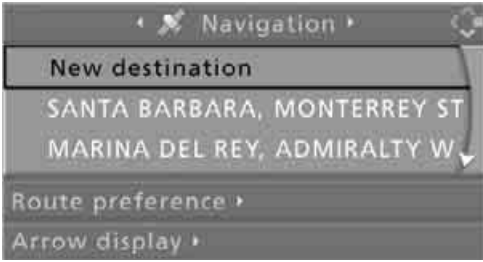 Navigation
New destination
SANTA BARBARA, MONTERREY ST
MARINA DEL REY, ADMIRALTY W
Route preference
Arrow display